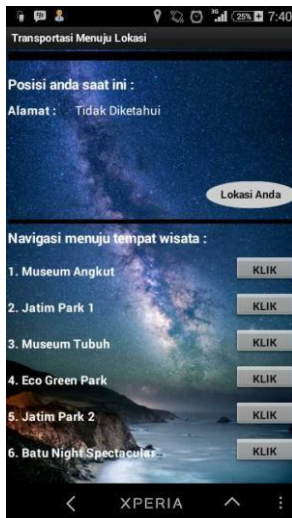 3G 25% 7:40
Transportasi Menuju Lokasi
Posisi anda saat ini :
Alamat : Tidak Diketahui
Lokasi Anda
Navigasi menuju tempat wisata :
1. Museum Angkut KLIK
2. Jatim Park 1 KLIK
3. Museum Tubuh KLIK
4. Eco Green Park KLIK
5. Jatim Park 2 KLIK
6. Batu Night Spectacular KLIK
XPERIA